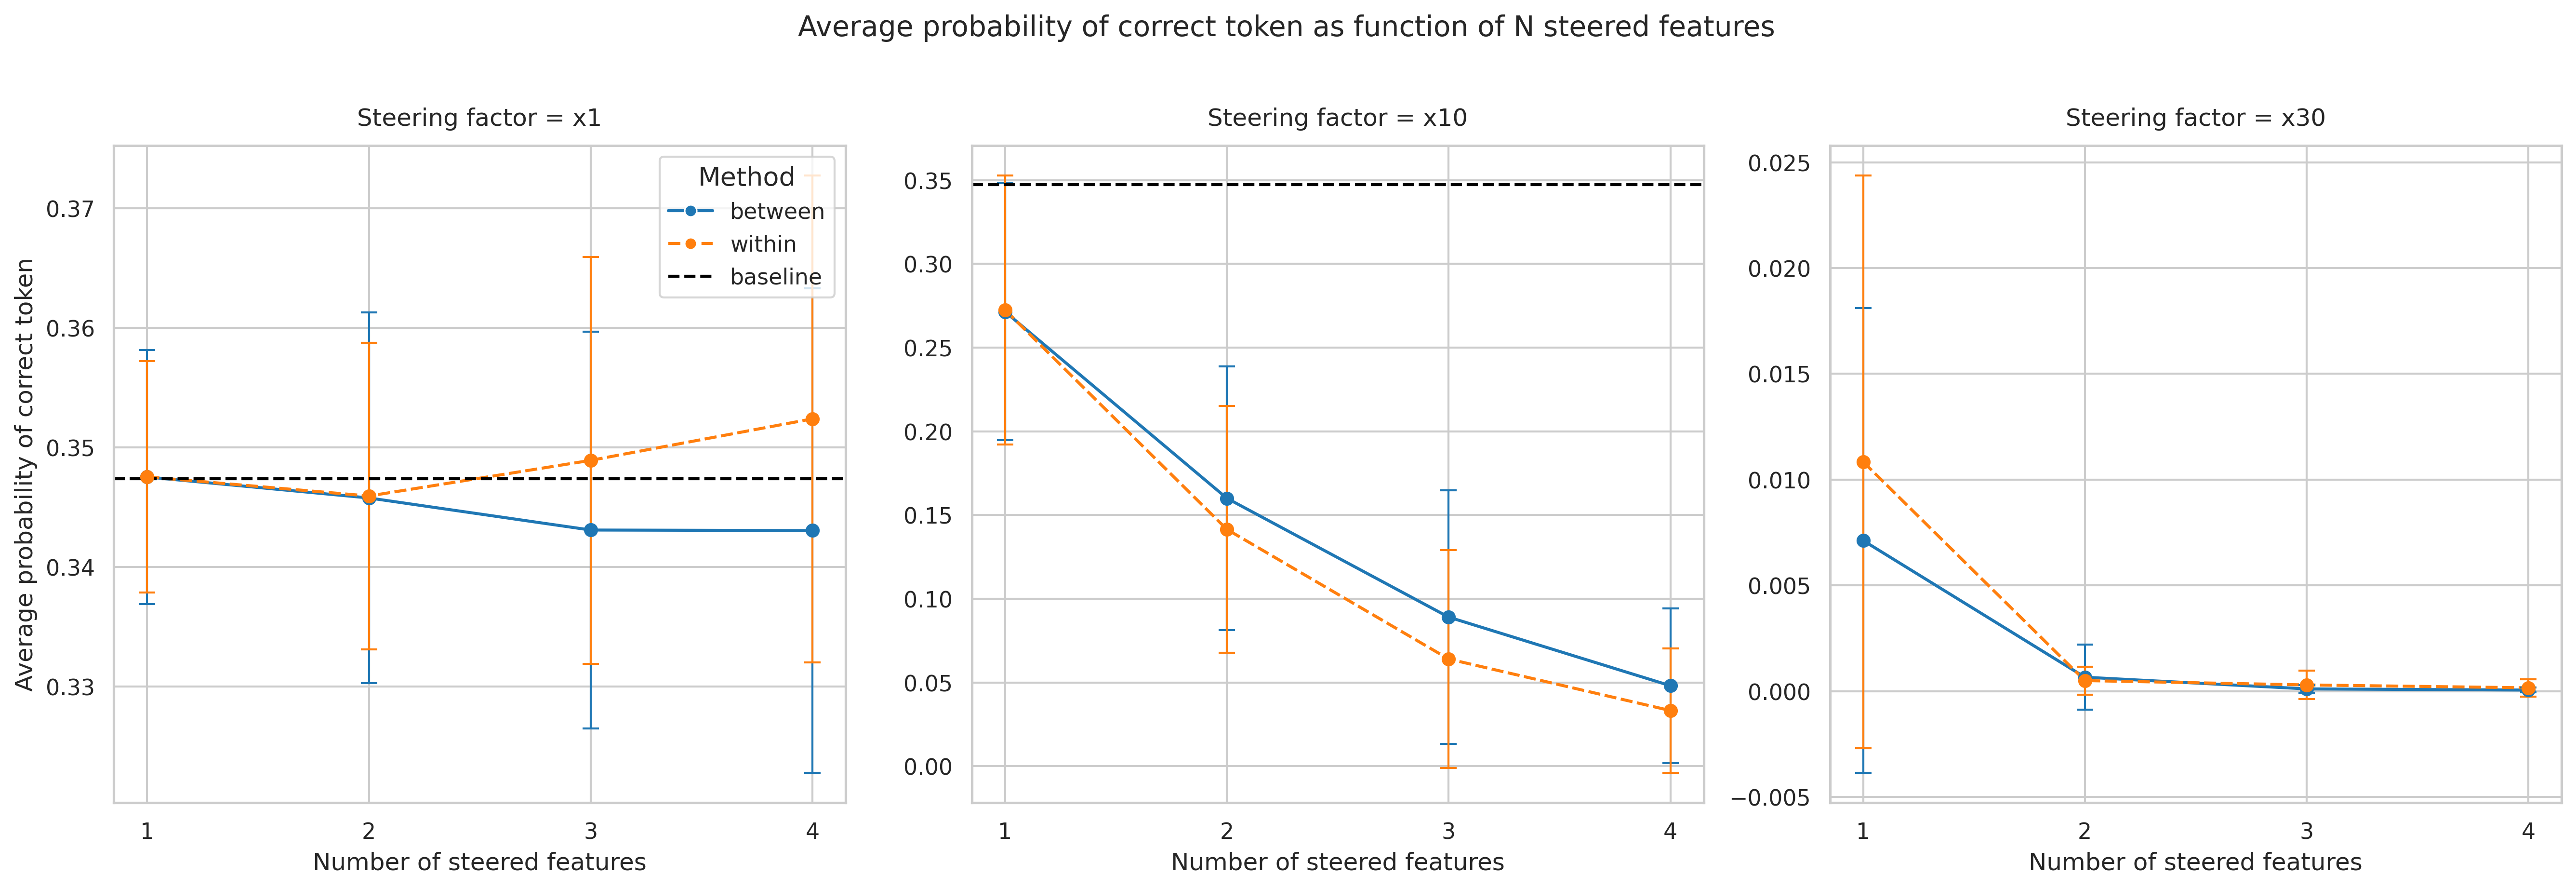 Average probability of correct token as function of N steered features
Steering factor = x1
Average probability of correct token
0.37
0.36
0.35
0.34
0.33
Method
between
within
baseline
1 2 3 4
Number of steered features
Steering factor = x10
0.35
0.30
0.25
0.20
0.15
0.10
0.05
0.00
1 2 3 4
Number of steered features
Steering factor = x30
0.025
0.020
0.015
0.010
0.005
0.000
−0.005
1 2 3 4
Number of steered features